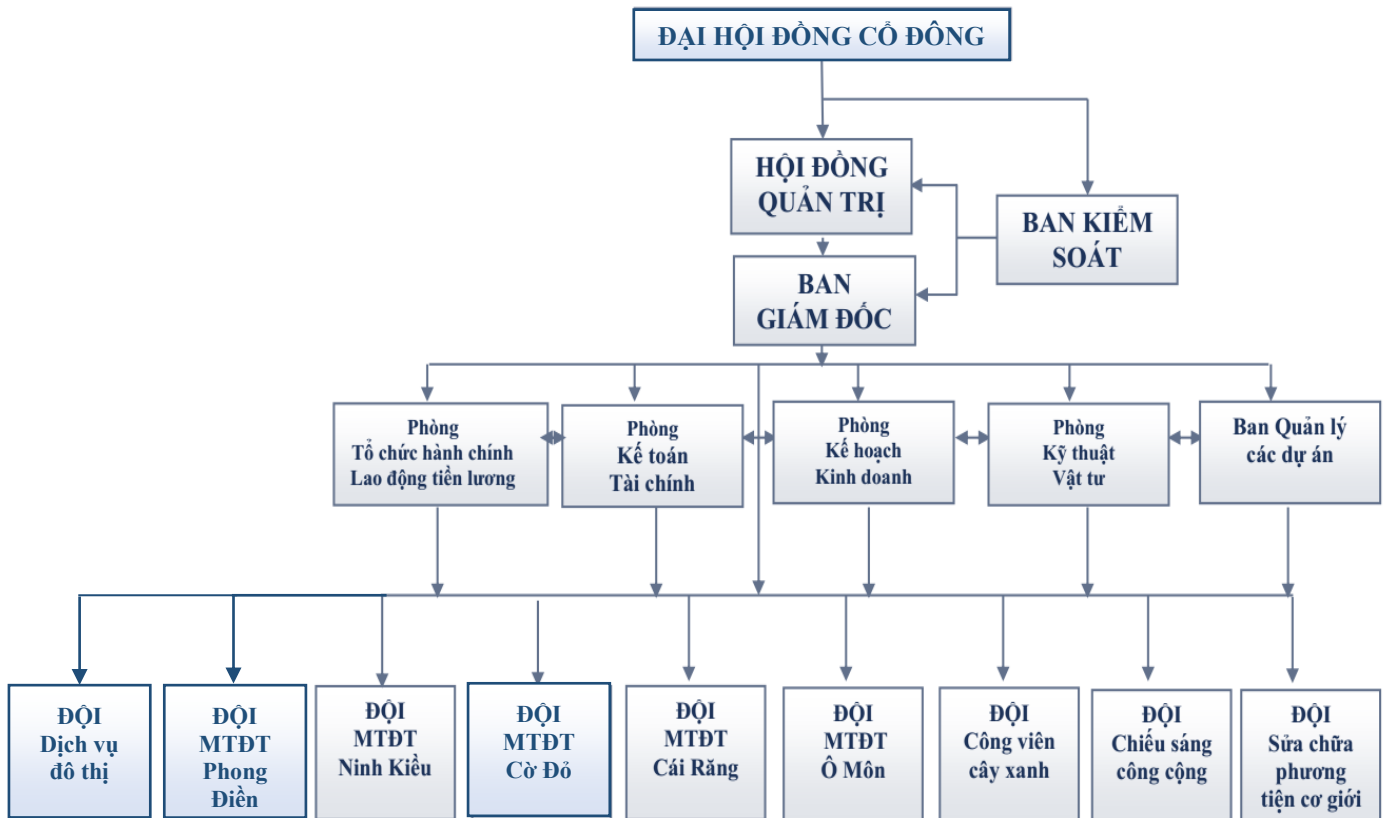 ĐẠI HỘI ĐỒNG CỔ ĐÔNG
HỘI ĐỒNG
QUẢN TRỊ
BAN KIỂM
SOÁT
BAN
GIÁM ĐỐC
Phòng
Tổ chức hành chính
Lao động tiền lương
Phòng
Kế toán
Tài chính
Phòng
Kế hoạch
Kinh doanh
Phòng
Kỹ thuật
Vật tư
Ban Quản lý
các dự án
ĐỘI
Dịch vụ
đô thị
ĐỘI
MTĐT
Phong
Điền
ĐỘI
MTĐT
Ninh Kiều
ĐỘI
MTĐT
Cờ Đỏ
ĐỘI
MTĐT
Cái Răng
ĐỘI
MTĐT
Ô Môn
ĐỘI
Công viên
cây xanh
ĐỘI
Chiếu sáng
công cộng
ĐỘI
Sửa chữa
phương
tiện cơ giới